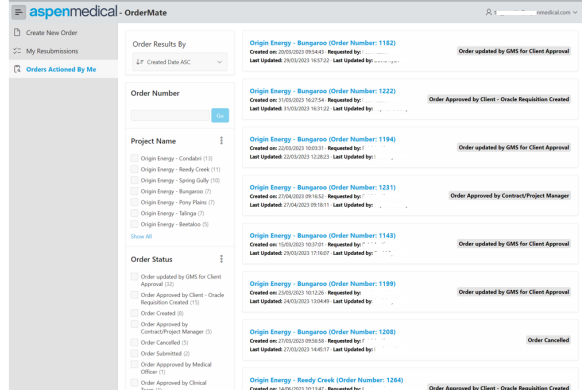 aspenmedical - OrderMate
nmedical.com
Create New Order
My Resubmissions
Orders Actioned By Me
Order Results By
Created Date ASC
Order Number
Go
Project Name
Origin Energy - Condabri (13)
Origin Energy - Reedy Creek (11)
Origin Energy - Spring Gully (10)
Origin Energy - Bungaroo (7)
Origin Energy - Pony Plains (7)
Origin Energy - Talinga (7)
Origin Energy - Beetaloo (5)
Show All
Order Status
Order updated by GMS for Client
Approval (32)
Order Approved by Client - Oracle
Requisition Created (15)
Order Created (8)
Order Approved by
Contract/Project Manager (5)
Order Cancelled (5)
Order Submitted (2)
Order Appproved by Medical
Officer (1)
Order Approved by Clinical
Origin Energy - Bungaroo (Order Number: 1182)
Created on: 20/03/2023 09:54:43 - Requested by:
Last Updated: 29/03/2023 16:57:22 - Last Updated by:
Order updated by GMS for Client Approval
Origin Energy - Bungaroo (Order Number: 1222)
Created on: 31/03/2023 16:27:54 - Requested by:
Last Updated: 31/03/2023 16:31:22 - Last Updated by:
Order Approved by Client - Oracle Requisition Created
Origin Energy - Bungaroo (Order Number: 1194)
Created on: 22/03/2023 10:03:31 - Requested by:
Last Updated: 22/03/2023 12:28:23 - Last Updated by:
Order updated by GMS for Client Approval
Origin Energy - Bungaroo (Order Number: 1231)
Created on: 27/04/2023 09:16:52 - Requested by:
Last Updated: 27/04/2023 09:18:11 - Last Updated by:
Order Approved by Contract/Project Manager
Origin Energy - Bungaroo (Order Number: 1143)
Created on: 15/03/2023 10:37:01 - Requested by:
Last Updated: 29/03/2023 17:16:07 - Last Updated by:
Order updated by GMS for Client Approval
Origin Energy - Bungaroo (Order Number: 1199)
Created on: 23/03/2023 10:12:26 - Requested by:
Last Updated: 24/03/2023 13:04:49 - Last Updated by:
Order updated by GMS for Client Approval
Origin Energy - Bungaroo (Order Number: 1208)
Created on: 27/03/2023 09:56:58 - Requested by:
Last Updated: 27/03/2023 14:45:17 - Last Updated by:
Order Cancelled
Origin Energy - Reedy Creek (Order Number: 1264)
Order Approved by Client - Oracle Requisition Created